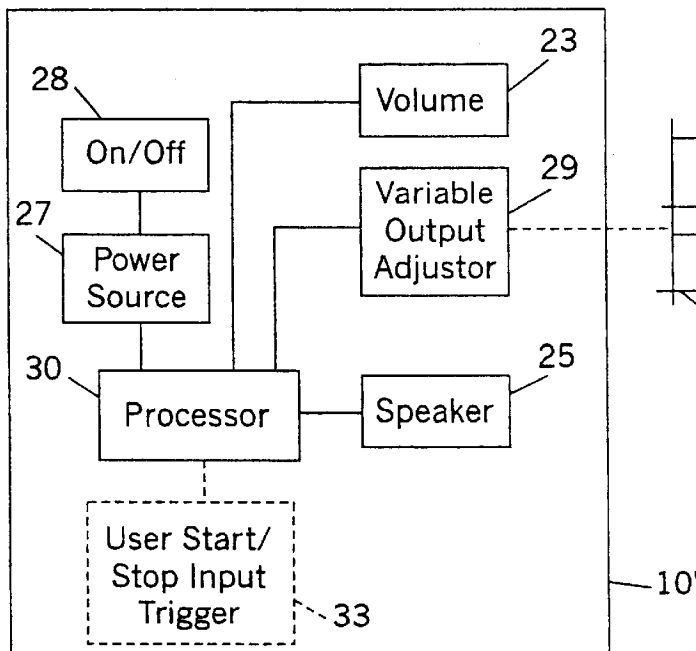 23
28
Volume
On/Off
29
Variable
Output
Adjustor
27
Power
Source
30
25
Processor
Speaker
User Start/
Stop Input
Trigger
33
10'